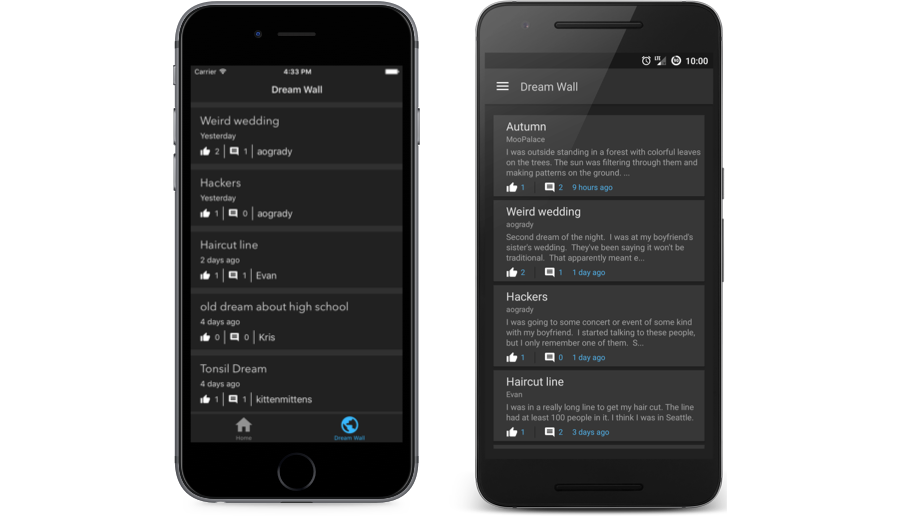 Carrier 4:33 PM
Dream Wall
Weird wedding
Yesterday
2 1 aogrady
Hackers
Yesterday
1 0 aogrady
Haircut line
2 days ago
1 1 Evan
old dream about high school
4 days ago
0 0 Kris
Tonsil Dream
4 days ago
1 1 kittenmittens
Home Dream Wall
LTE 10:00
Dream Wall
Autumn
MooPalace
I was outside standing in a forest with colorful leaves
on the trees. The sun was filtering through them and
making patterns on the ground. ...
1 2 9 hours ago
Weird wedding
aogrady
Second dream of the night.  I was at my boyfriend's
sister's wedding.  They've been saying it won't be
traditional.  That apparently meant e...
2 1 1 day ago
Hackers
aogrady
I was going to some concert or event of some kind
with my boyfriend.  I started talking to these people,
but I only remember one of them.  S...
1 0 1 day ago
Haircut line
Evan
I was in a really long line to get my hair cut. The line
had at least 100 people in it. I think I was in Seattle.
1 2 3 days ago